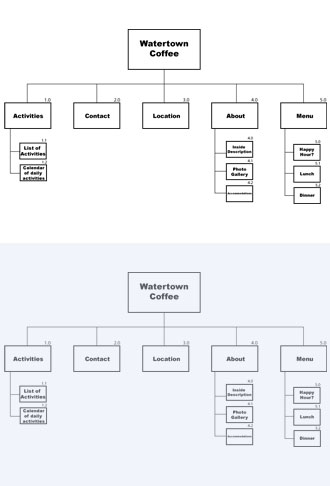 Watertown
Coffee
1.0
2.0
3.0
4.0
5.0
Activities
Contact
Location
About
Menu
1.1
List of
Activities
1.2
Calendar
of daily
activities
4.0
Inside
Description
4.1
Photo
Gallery
4.2
5.0
Happy
Hour?
5.1
Lunch
5.2
Dinner
Watertown
Coffee
1.0
2.0
3.0
4.0
5.0
Activities
Contact
Location
About
Menu
1.1
List of
Activities
1.2
Calendar
of daily
activities
4.0
Inside
Description
4.1
Photo
Gallery
4.2
5.0
Happy
Hour?
5.1
Lunch
5.2
Dinner